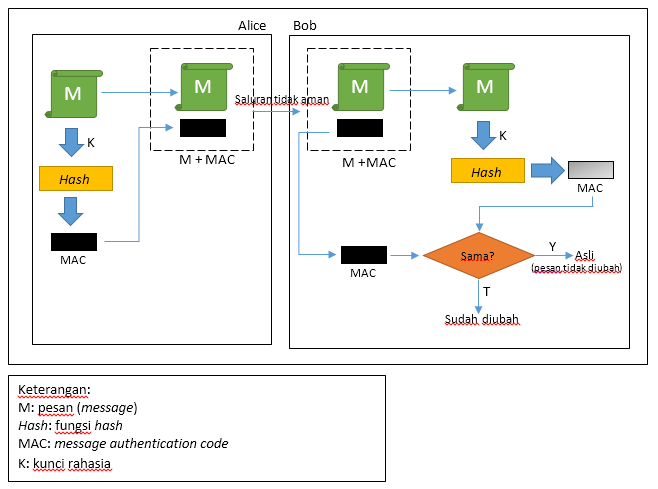 Alice
Bob
M
M
K
Hash
MAC
M + MAC
Saluran tidak aman
M
M +MAC
M
K
Hash
MAC
MAC
Sama?
Y
Asli
(pesan tidak diubah)
T
Sudah diubah
Keterangan:
M: pesan (message)
Hash: fungsi hash
MAC: message authentication code
K: kunci rahasia